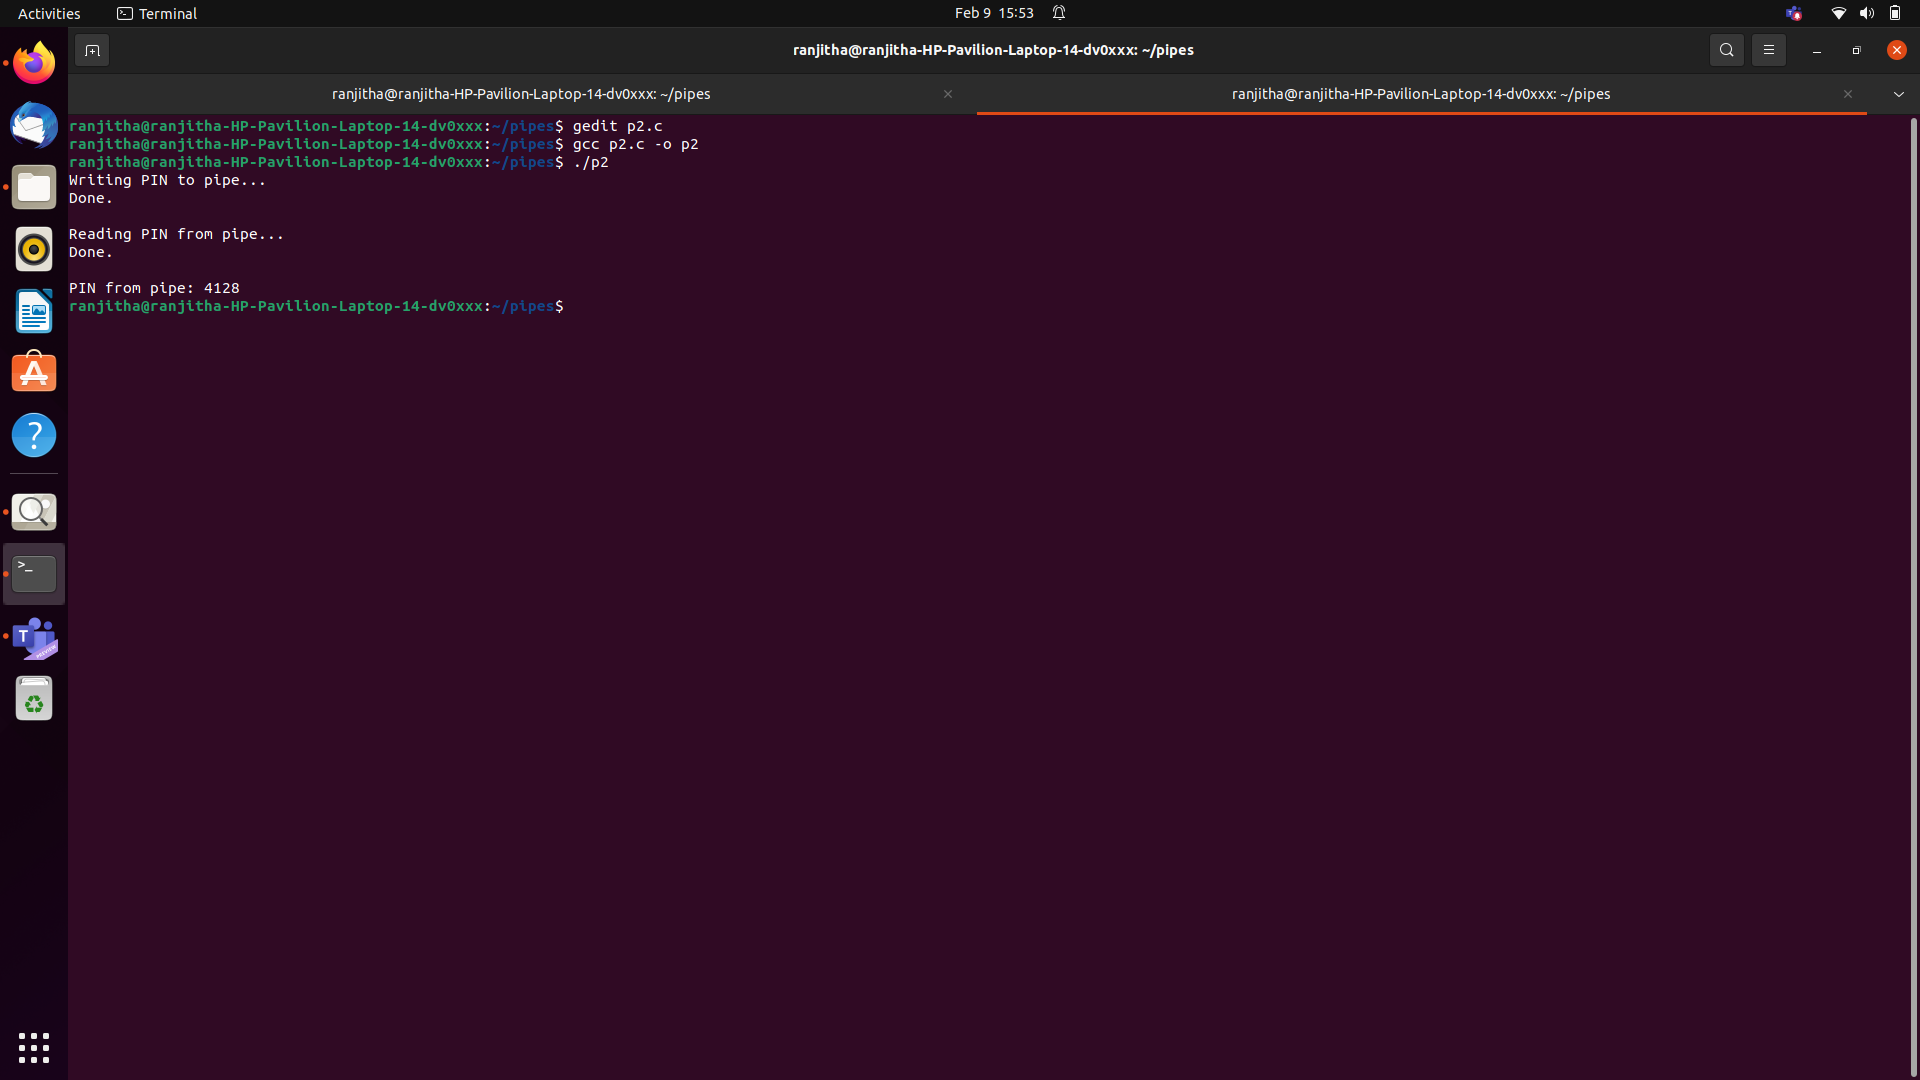 Activities Terminal Feb 9 15:53
ranjitha@ranjitha-HP-Pavilion-Laptop-14-dv0xxx: ~/pipes
ranjitha@ranjitha-HP-Pavilion-Laptop-14-dv0xxx: ~/pipes ranjitha@ranjitha-HP-Pavilion-Laptop-14-dv0xxx: ~/pipes
ranjitha@ranjitha-HP-Pavilion-Laptop-14-dv0xxx:~/pipes$ gedit p2.c
ranjitha@ranjitha-HP-Pavilion-Laptop-14-dv0xxx:~/pipes$ gcc p2.c -o p2
ranjitha@ranjitha-HP-Pavilion-Laptop-14-dv0xxx:~/pipes$ ./p2
Writing PIN to pipe...
Done.
Reading PIN from pipe...
Done.
PIN from pipe: 4128
ranjitha@ranjitha-HP-Pavilion-Laptop-14-dv0xxx:~/pipes$